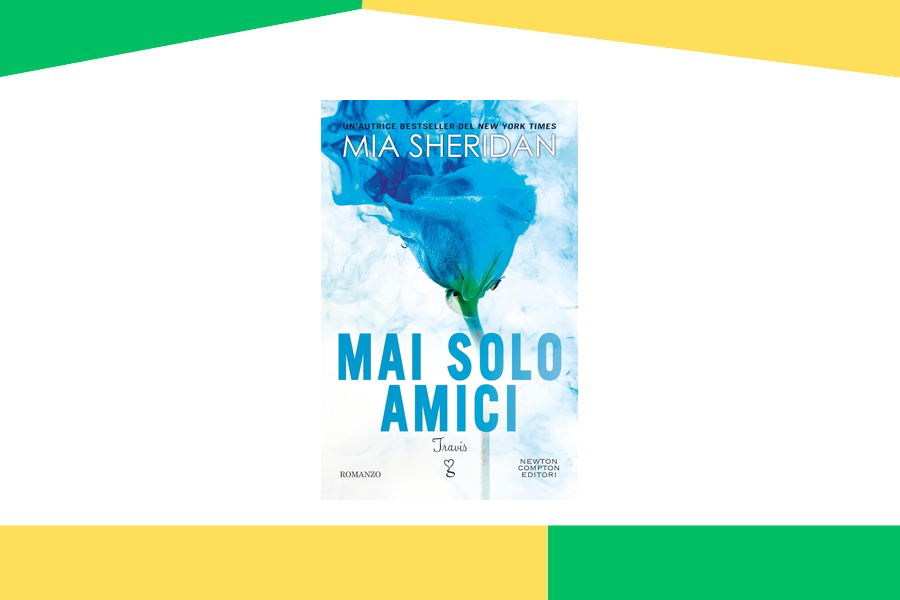 UN'AUTRICE BESTSELLER DEL NEW YORK TIMES
MIA SHERIDAN
MAI SOLO
AMICI
Travis
ROMANZO
NEWTON
COMPTON
EDITORI